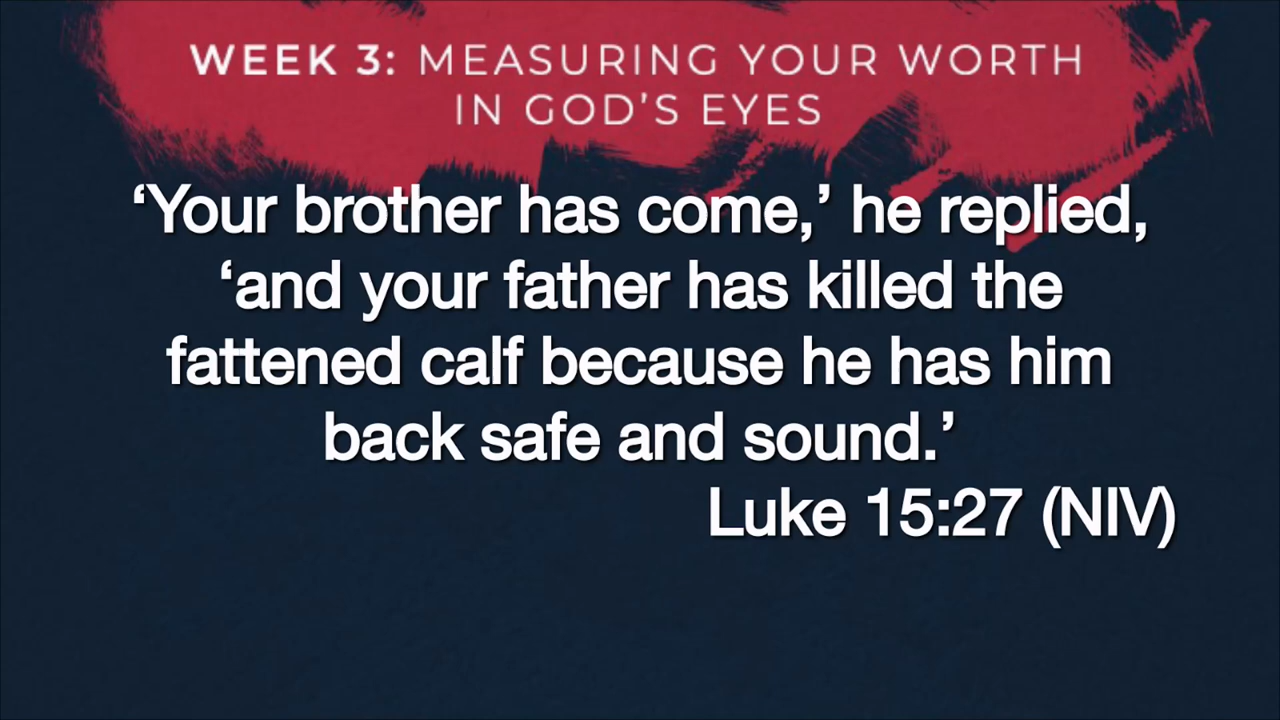 WEEK 3: MEASURING YOUR WORTH
IN GOD’S EYES
‘Your brother has come,’ he replied,
‘and your father has killed the
fattened calf because he has him
back safe and sound.’
Luke 15:27 (NIV)